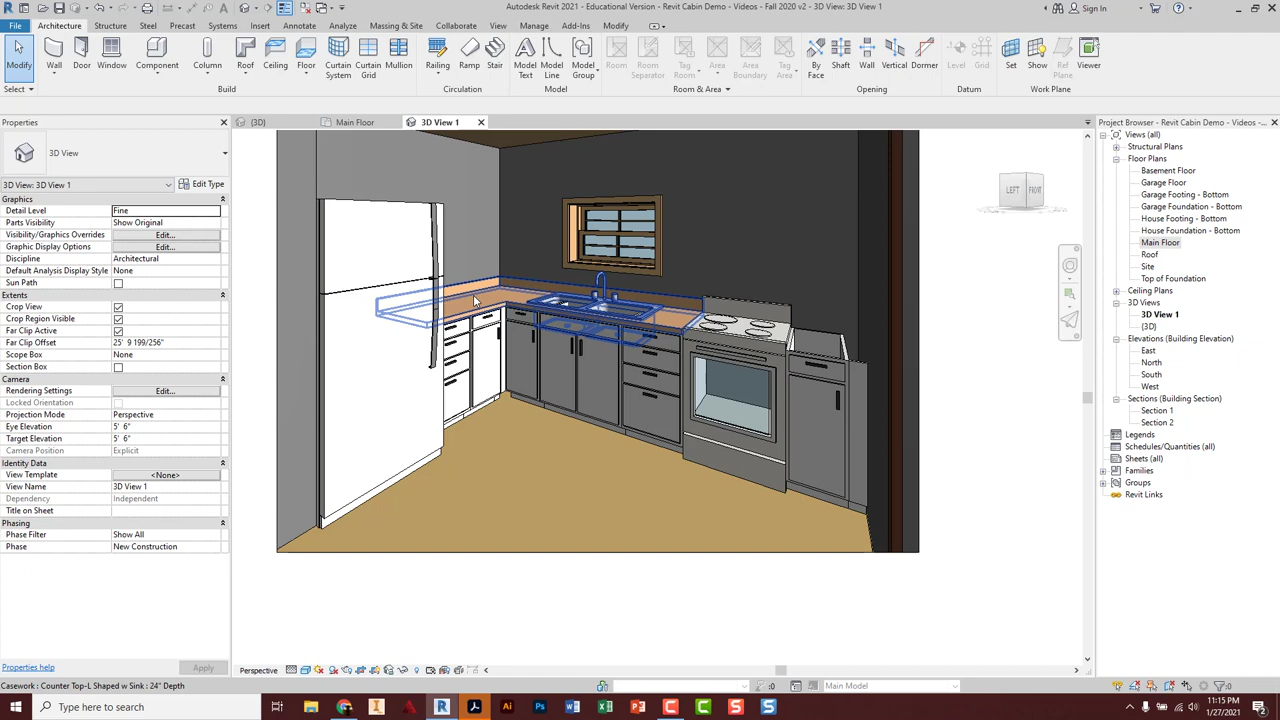 Autodesk Revit 2021 - Educational Version - Revit Cabin Demo - Videos - Fall 2020 v2 - 3D View: 3D View 1
Sign In
File Architecture Structure Steel Precast Systems Insert Annotate Analyze Massing & Site Collaborate View Manage Add-Ins Modify
Modify Wall Door Window Component Column Roof Ceiling Floor Curtain System Curtain Grid Mullion Railing Ramp Stair Model Text Model Line Model Group Room Room Separator Tag Room Area Area Boundary Tag Area By Face Shaft Wall Vertical Dormer Level Grid Set Show Ref Plane Viewer
Select Build Circulation Model Room & Area Opening Datum Work Plane
Properties
(3D) Main Floor 3D View 1
Project Browser - Revit Cabin Demo - Videos - ...
3D View
3D View: 3D View 1 Edit Type
Graphics
Detail Level Fine
Parts Visibility Show Original
Visibility/Graphics Overrides Edit...
Graphic Display Options Edit...
Discipline Architectural
Default Analysis Display Style None
Sun Path
Extents
Crop View
Crop Region Visible
Far Clip Active
Far Clip Offset 25' 9 199/256"
Scope Box None
Section Box
Camera
Rendering Settings Edit...
Locked Orientation
Projection Mode Perspective
Eye Elevation 5' 6"
Target Elevation 5' 6"
Camera Position Explicit
Identity Data
View Template <None>
View Name 3D View 1
Dependency Independent
Title on Sheet
Phasing
Phase Filter Show All
Phase New Construction
Properties help Apply
LEFT FRONT
Views (all)
Structural Plans
Floor Plans
Basement Floor
Garage Floor
Garage Footing - Bottom
Garage Foundation - Bottom
House Footing - Bottom
House Foundation - Bottom
Main Floor
Roof
Site
Top of Foundation
Ceiling Plans
3D Views
3D View 1
{3D}
Elevations (Building Elevation)
East
North
South
West
Sections (Building Section)
Section 1
Section 2
Legends
Schedules/Quantities (all)
Sheets (all)
Families
Groups
Revit Links
Perspective
Casework : Counter Top-L Shaped w Sink : 24" Depth
:0 Main Model :0
Type here to search
11:15 PM
1/27/2021